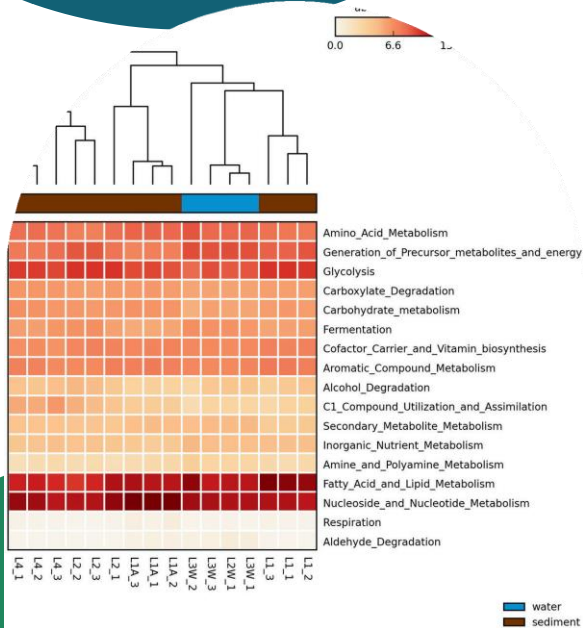 0.0 6.6
Amino_Acid_Metabolism
Generation_of_Precursor_metabolites_and_energy
Glycolysis
Carboxylate_Degradation
Carbohydrate_metabolism
Fermentation
Cofactor_Carrier_and_Vitamin_biosynthesis
Aromatic_Compound_Metabolism
Alcohol_Degradation
C1_Compound_Utilization_and_Assimilation
Secondary_Metabolite_Metabolism
Inorganic_Nutrient_Metabolism
Amine_and_Polyamine_Metabolism
Fatty_Acid_and_Lipid_Metabolism
Nucleoside_and_Nucleotide_Metabolism
Respiration
Aldehyde_Degradation
L4_1
L4_2
L4_3
L2_2
L2_3
L2_1
L1A_3
L1A_1
L1A_2
L3W_2
L3W_3
L2W_1
L3W_1
L1_3
L1_1
L1_2
water
sediment